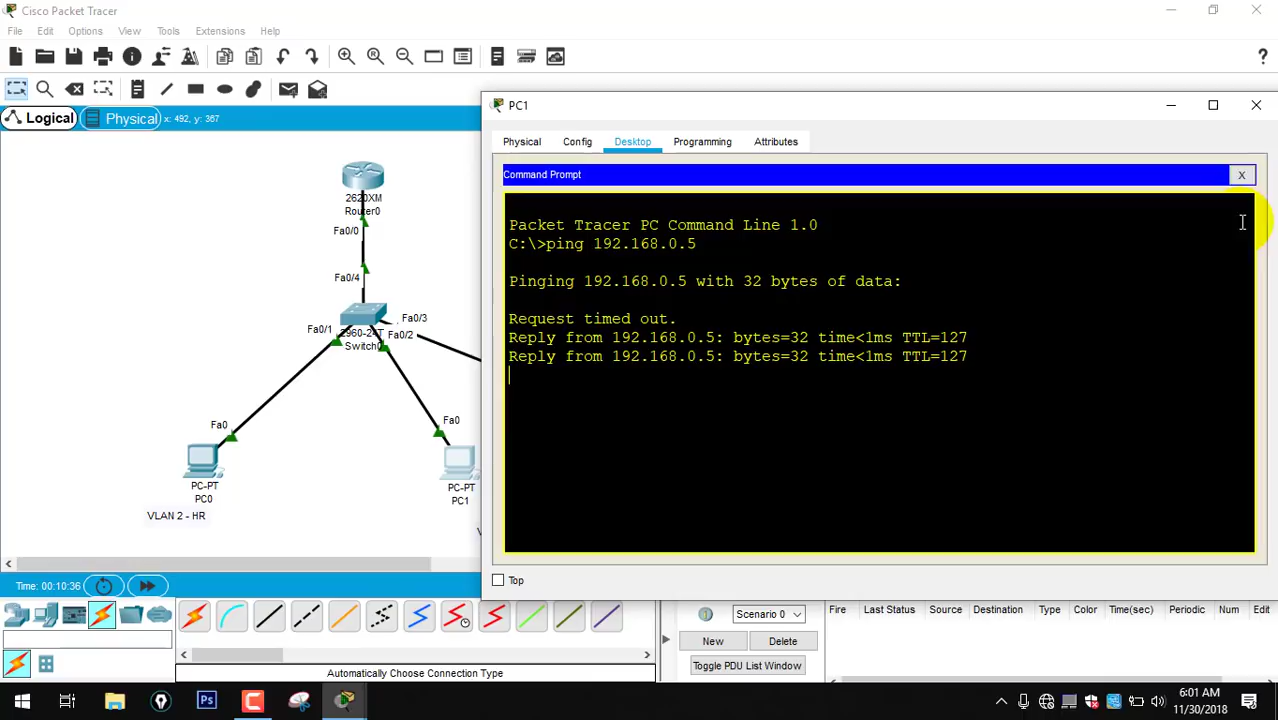 Cisco Packet Tracer
File Edit Options View Tools Extensions Help
Logical Physical x: 492, y: 367
PC1
Physical Config Desktop Programming Attributes
Command Prompt
X
Packet Tracer PC Command Line 1.0
C:\>ping 192.168.0.5
Pinging 192.168.0.5 with 32 bytes of data:
Request timed out.
Reply from 192.168.0.5: bytes=32 time<1ms TTL=127
Reply from 192.168.0.5: bytes=32 time<1ms TTL=127
Top
2620XM
Router0
Fa0/0
Fa0/4
Fa0/3
Fa0/1
Fa0/2
2960-24T
Switch0
Fa0
Fa0
PC-PT
PC0
PC-PT
PC1
VLAN 2 - HR
Time: 00:10:36
Scenario 0
New Delete
Toggle PDU List Window
Fire Last Status Source Destination Type Color Time(sec) Periodic Num Edit
Automatically Choose Connection Type
Ps
6:01 AM
11/30/2018